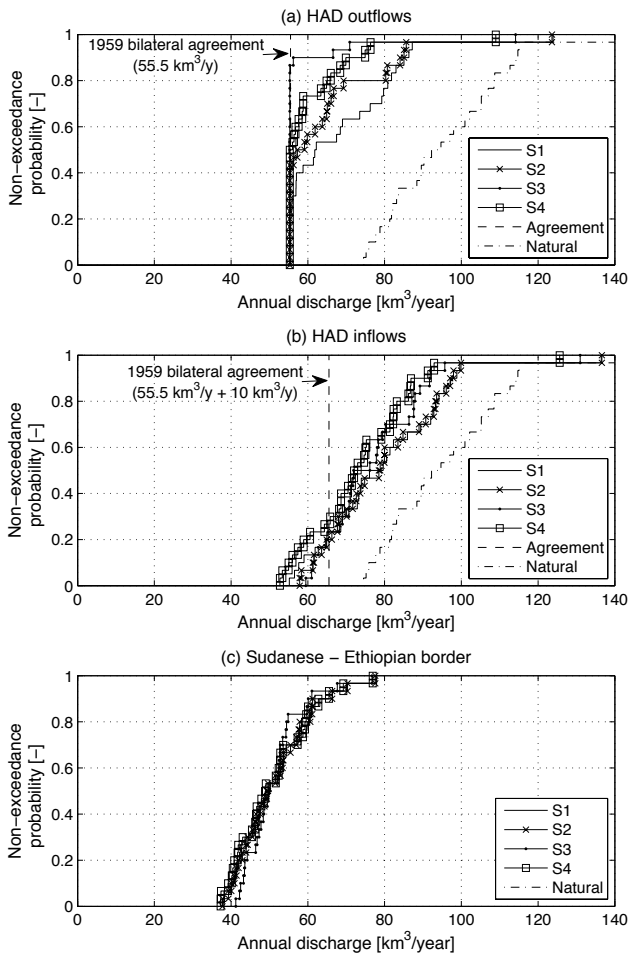 (a) HAD outflows
1959 bilateral agreement
(55.5 km³/y)
Non-exceedance
probability [-]
1
0.8
0.6
0.4
0.2
0
S1
S2
S3
S4
Agreement
Natural
0 20 40 60 80 100 120 140
Annual discharge [km³/year]
(b) HAD inflows
1959 bilateral agreement
(55.5 km³/y + 10 km³/y)
Non-exceedance
probability [-]
1
0.8
0.6
0.4
0.2
0
S1
S2
S3
S4
Agreement
Natural
0 20 40 60 80 100 120 140
Annual discharge [km³/year]
(c) Sudanese – Ethiopian border
Non-exceedance
probability [-]
1
0.8
0.6
0.4
0.2
0
S1
S2
S3
S4
Natural
0 20 40 60 80 100 120 140
Annual discharge [km³/year]